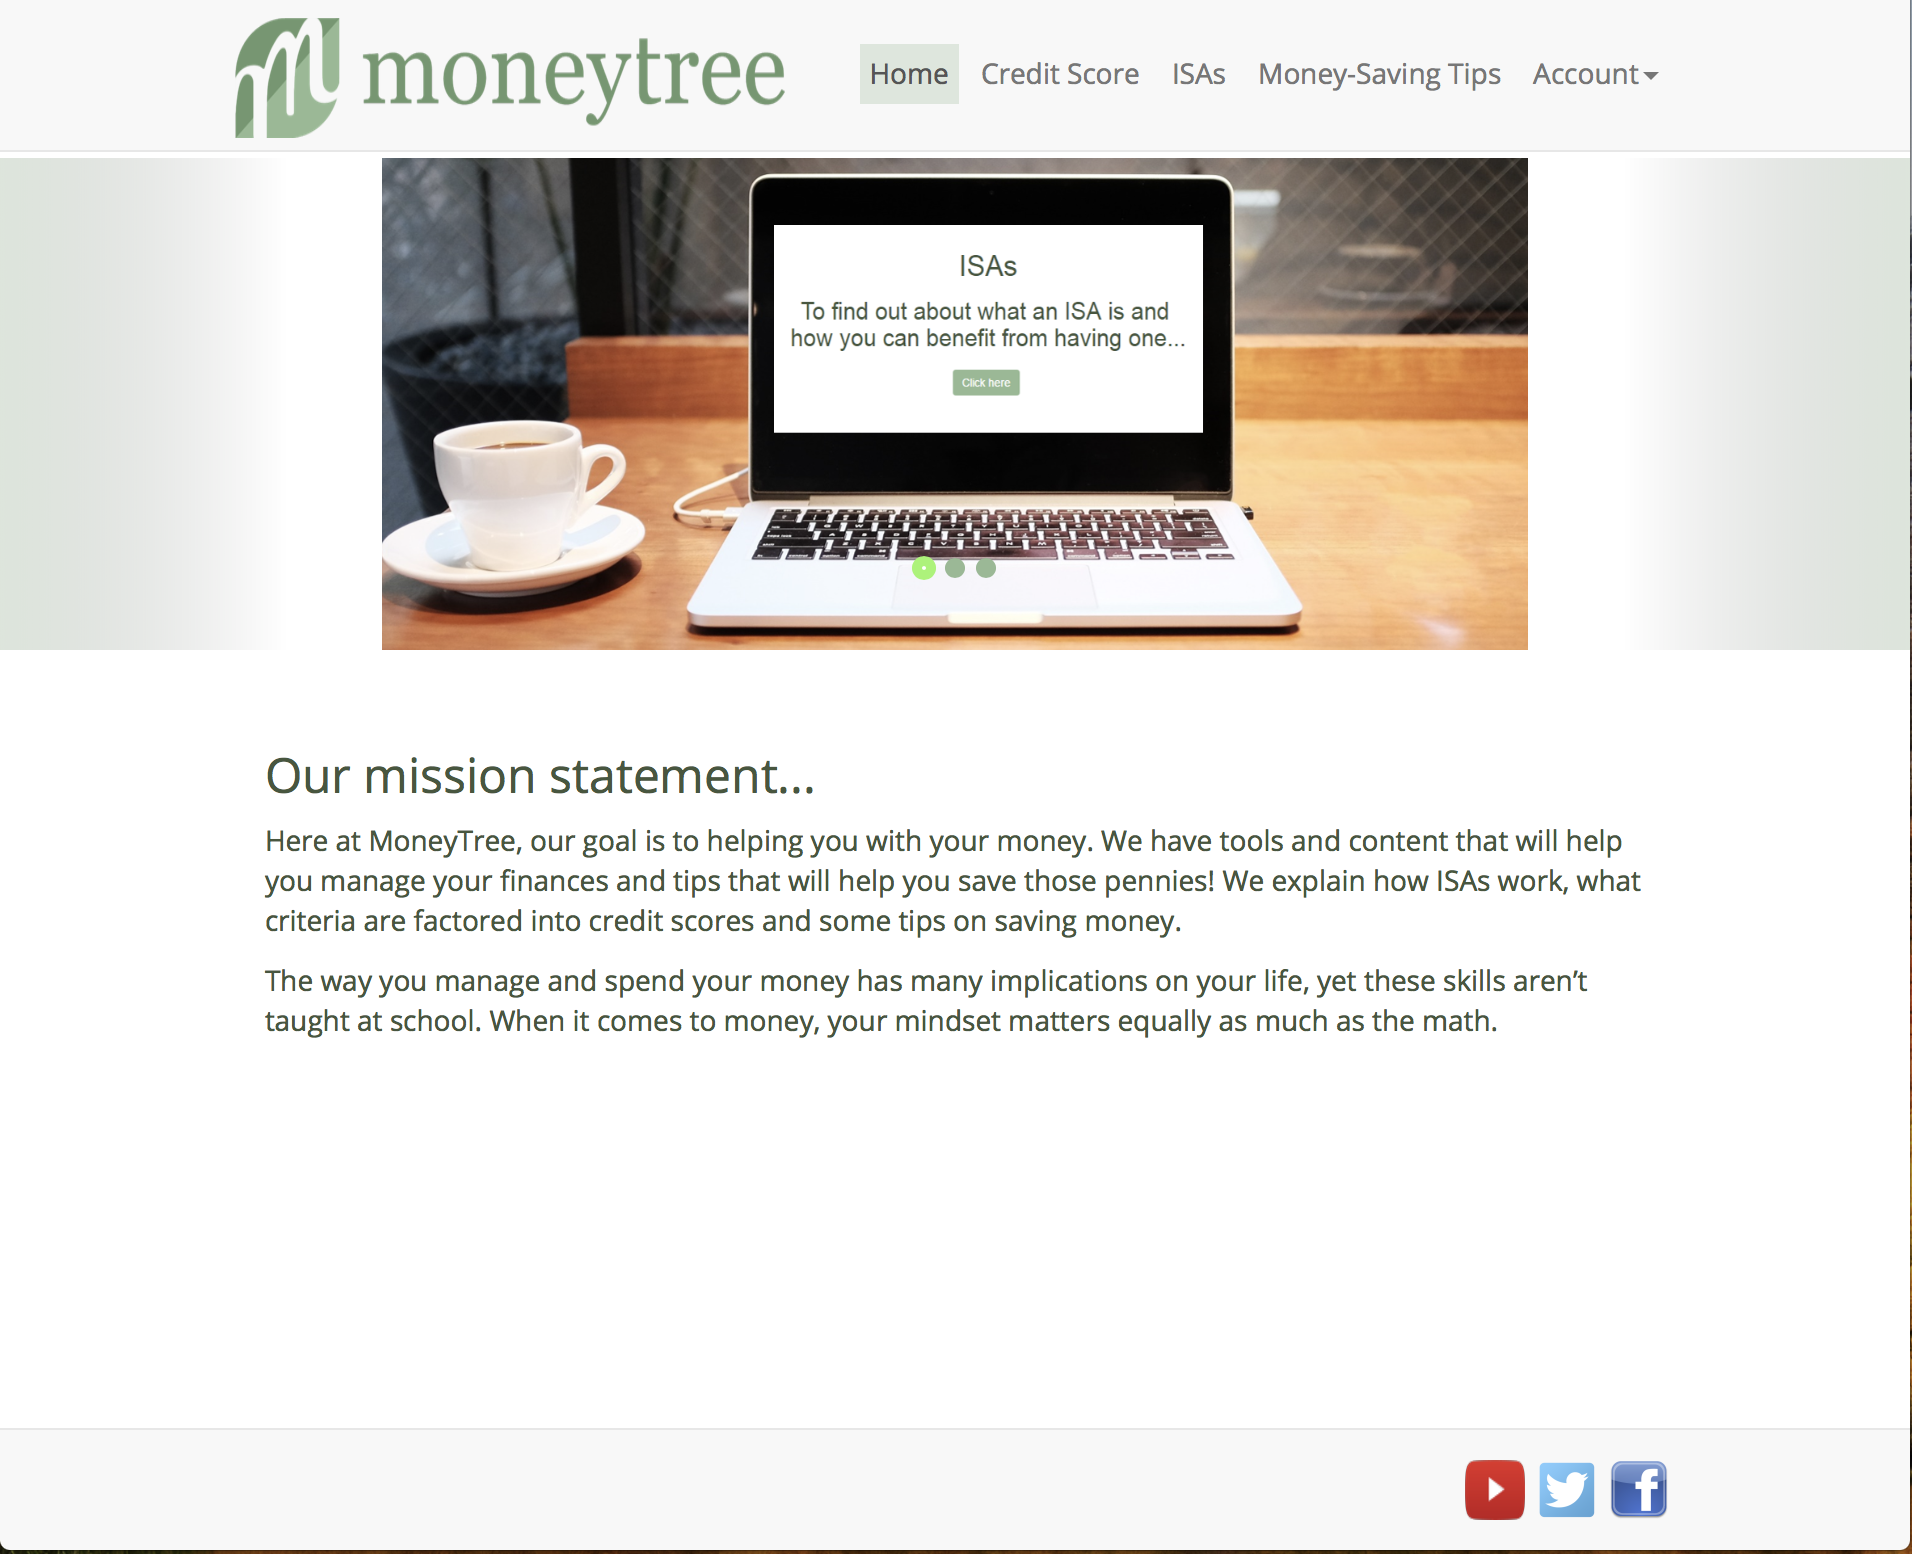 moneytree
Home Credit Score ISAs Money-Saving Tips Account
ISAs
To find out about what an ISA is and
how you can benefit from having one...
Click here
Our mission statement...
Here at MoneyTree, our goal is to helping you with your money. We have tools and content that will help
you manage your finances and tips that will help you save those pennies! We explain how ISAs work, what
criteria are factored into credit scores and some tips on saving money.
The way you manage and spend your money has many implications on your life, yet these skills aren’t
taught at school. When it comes to money, your mindset matters equally as much as the math.